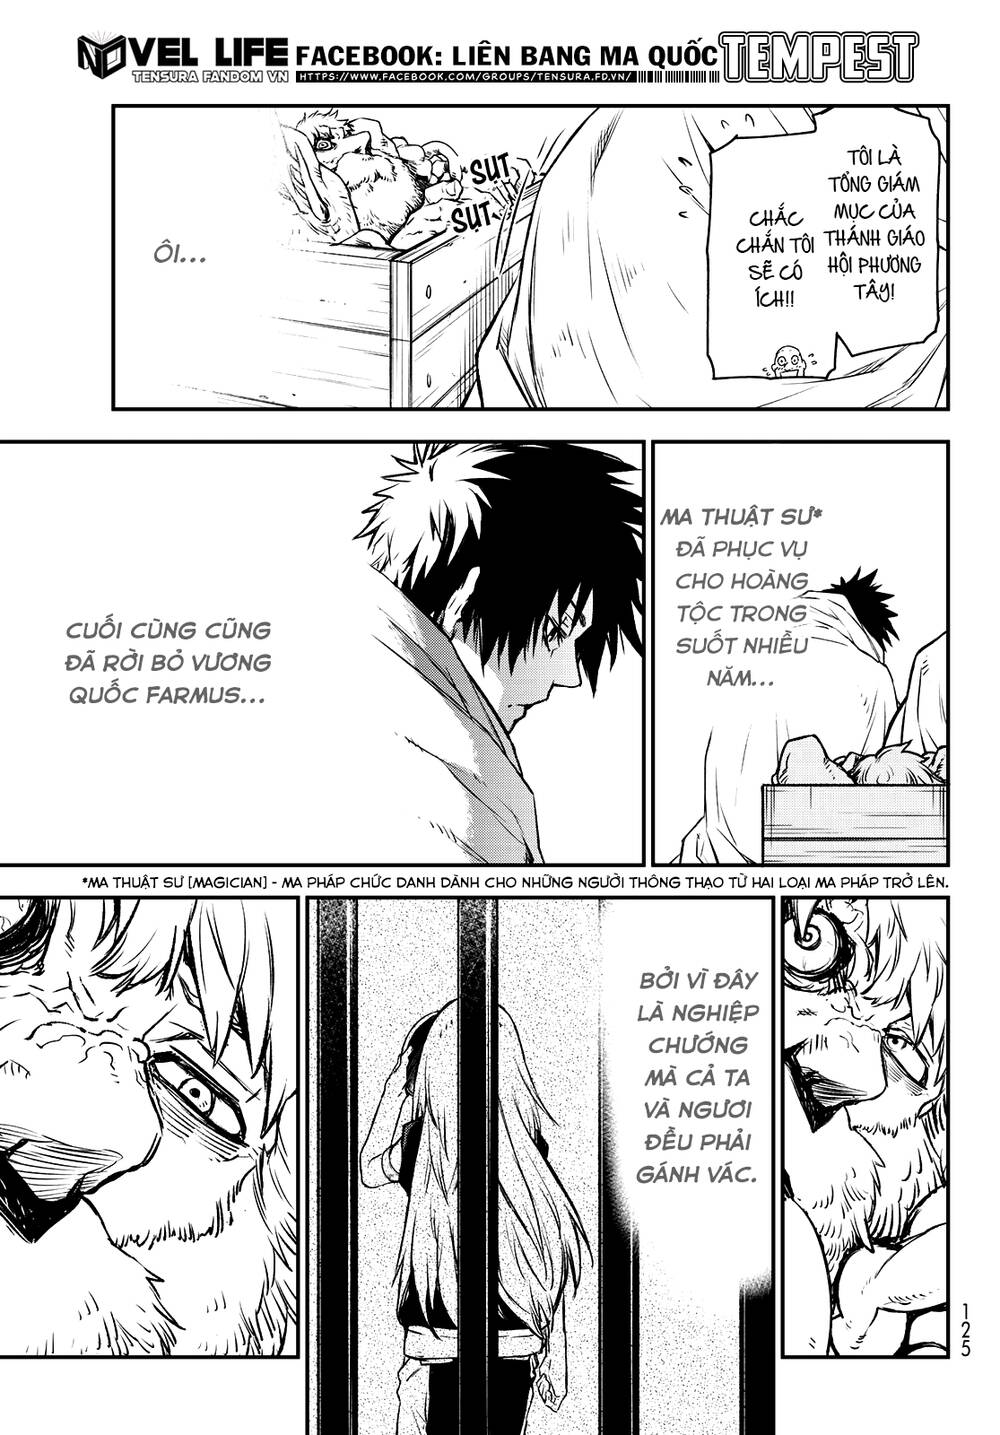 NOVEL LIFE
TENSURA FANDOM VN
FACEBOOK: LIÊN BANG MA QUỐC
HTTPS://WWW.FACEBOOK.COM/GROUPS/TENSURA.FD.VN/
TEMPEST
TÔI LÀ
TỔNG GIÁM
MỤC CỦA
THÁNH GIÁO
HỘI PHƯƠNG
TÂY!
CHẮC
CHẮN TÔI
SẼ CÓ
ÍCH!!
SỤT
SỤT
ÔI...
MA THUẬT SƯ*
ĐÃ PHỤC VỤ
CHO HOÀNG
TỘC TRONG
SUỐT NHIỀU
NĂM...
CUỐI CÙNG CŨNG
ĐÃ RỜI BỎ VƯƠNG
QUỐC FARMUS...
*MA THUẬT SƯ [MAGICIAN] - MA PHÁP CHỨC DANH DÀNH CHO NHỮNG NGƯỜI THÔNG THẠO TỪ HAI LOẠI MA PHÁP TRỞ LÊN.
BỞI VÌ ĐÂY
LÀ NGHIỆP
CHƯỚNG
MÀ CẢ TA
VÀ NGƯƠI
ĐỀU PHẢI
GÁNH VÁC.
125